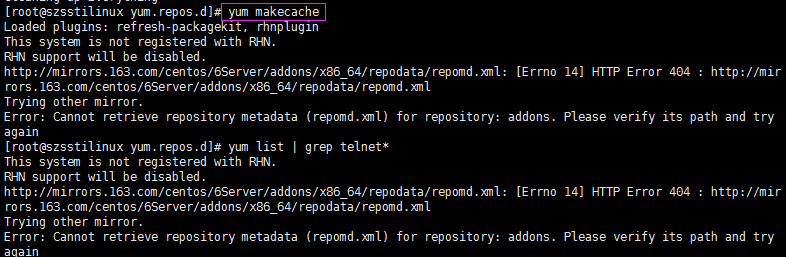 [root@szsstilinux yum.repos.d]# yum makecache
Loaded plugins: refresh-packagekit, rhnplugin
This system is not registered with RHN.
RHN support will be disabled.
http://mirrors.163.com/centos/6Server/addons/x86_64/repodata/repomd.xml: [Errno 14] HTTP Error 404 : http://mir
rors.163.com/centos/6Server/addons/x86_64/repodata/repomd.xml
Trying other mirror.
Error: Cannot retrieve repository metadata (repomd.xml) for repository: addons. Please verify its path and try
again
[root@szsstilinux yum.repos.d]# yum list | grep telnet*
This system is not registered with RHN.
RHN support will be disabled.
http://mirrors.163.com/centos/6Server/addons/x86_64/repodata/repomd.xml: [Errno 14] HTTP Error 404 : http://mir
rors.163.com/centos/6Server/addons/x86_64/repodata/repomd.xml
Trying other mirror.
Error: Cannot retrieve repository metadata (repomd.xml) for repository: addons. Please verify its path and try
again